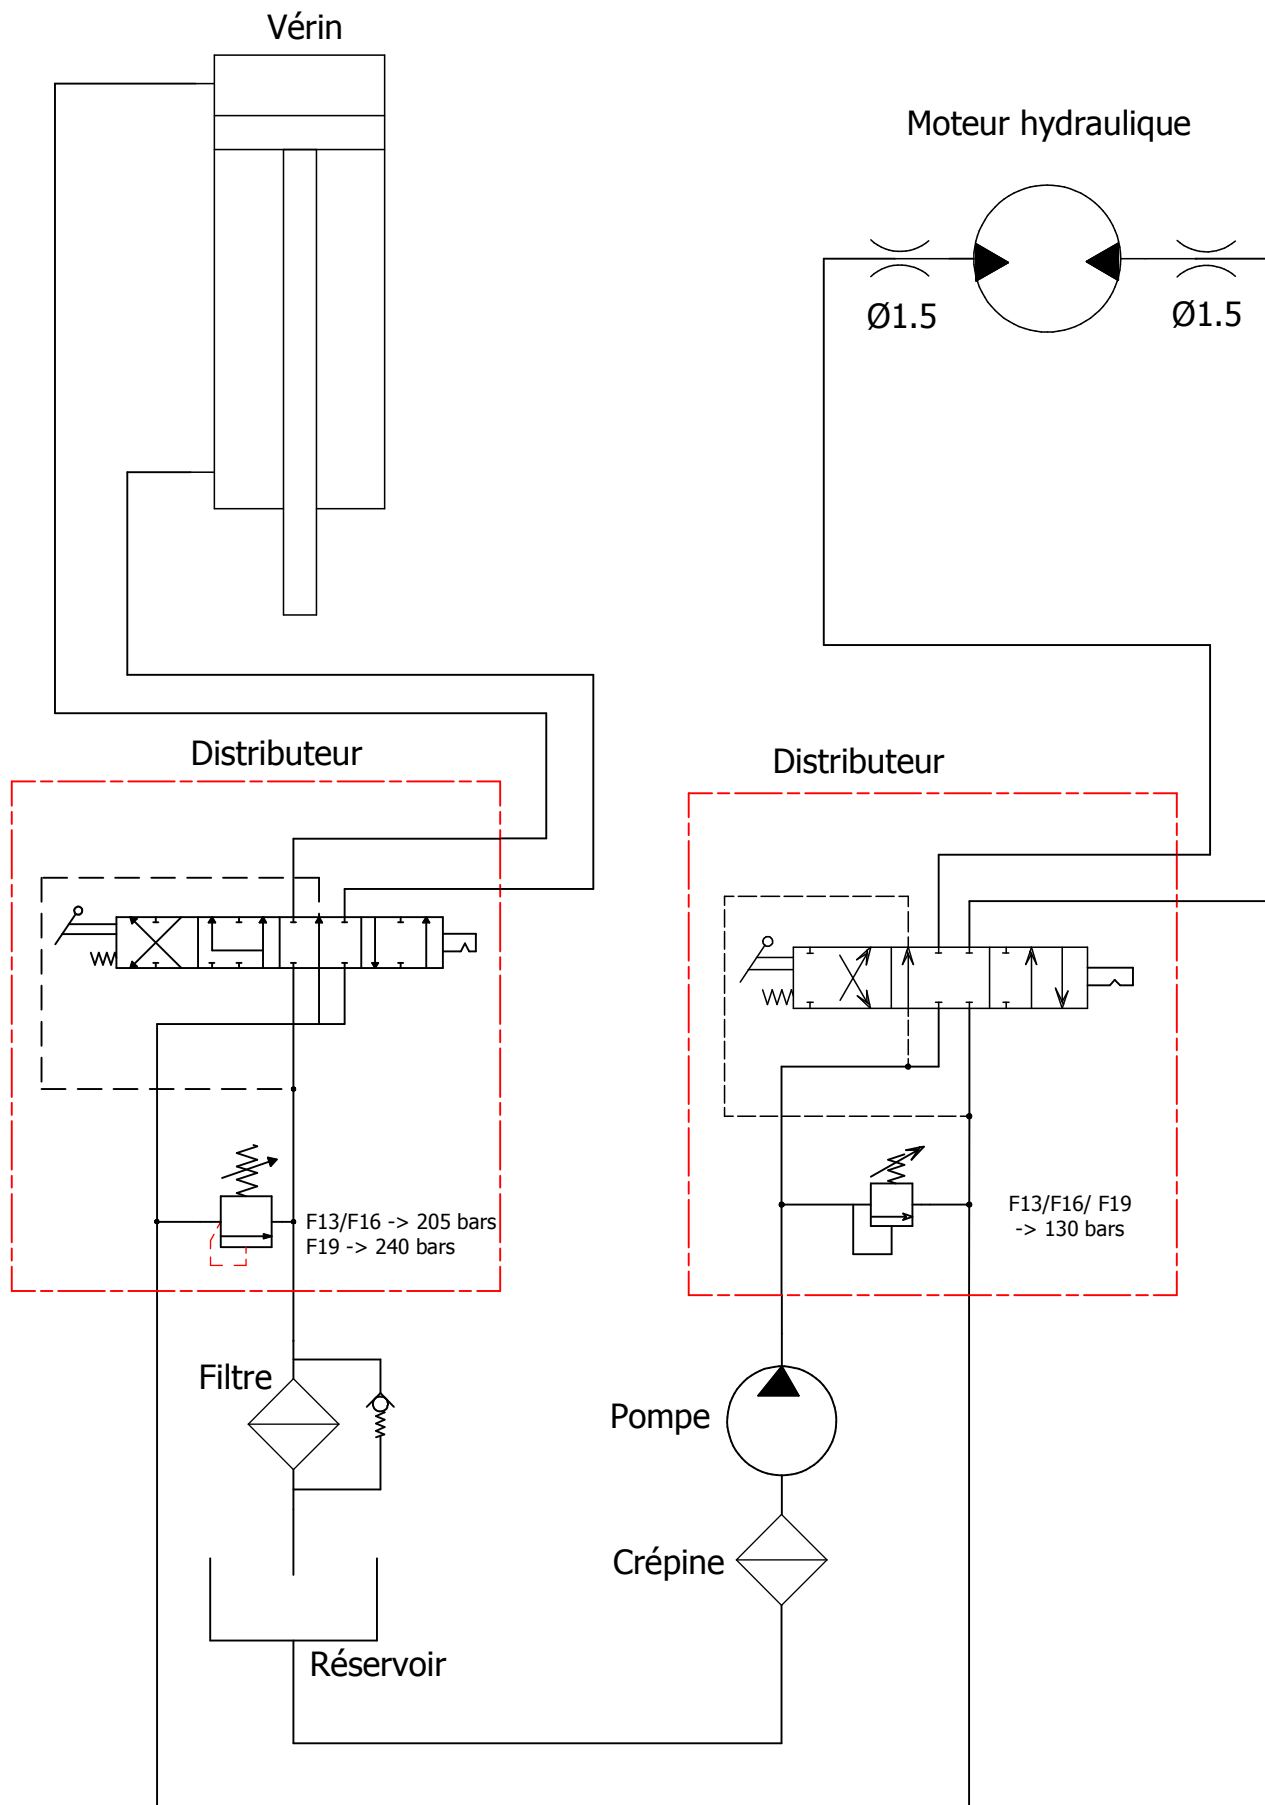 Vérin
Moteur hydraulique
Ø1.5
Ø1.5
Distributeur
Distributeur
F13/F16 -> 205 bars
F19 -> 240 bars
F13/F16/ F19
-> 130 bars
Filtre
Pompe
Crépine
Réservoir